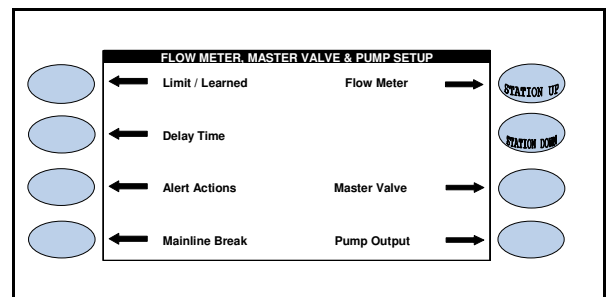 FLOW METER, MASTER VALVE & PUMP SETUP
Limit / Learned Flow Meter STATION UP
Delay Time STATION DOWN
Alert Actions Master Valve
Mainline Break Pump Output